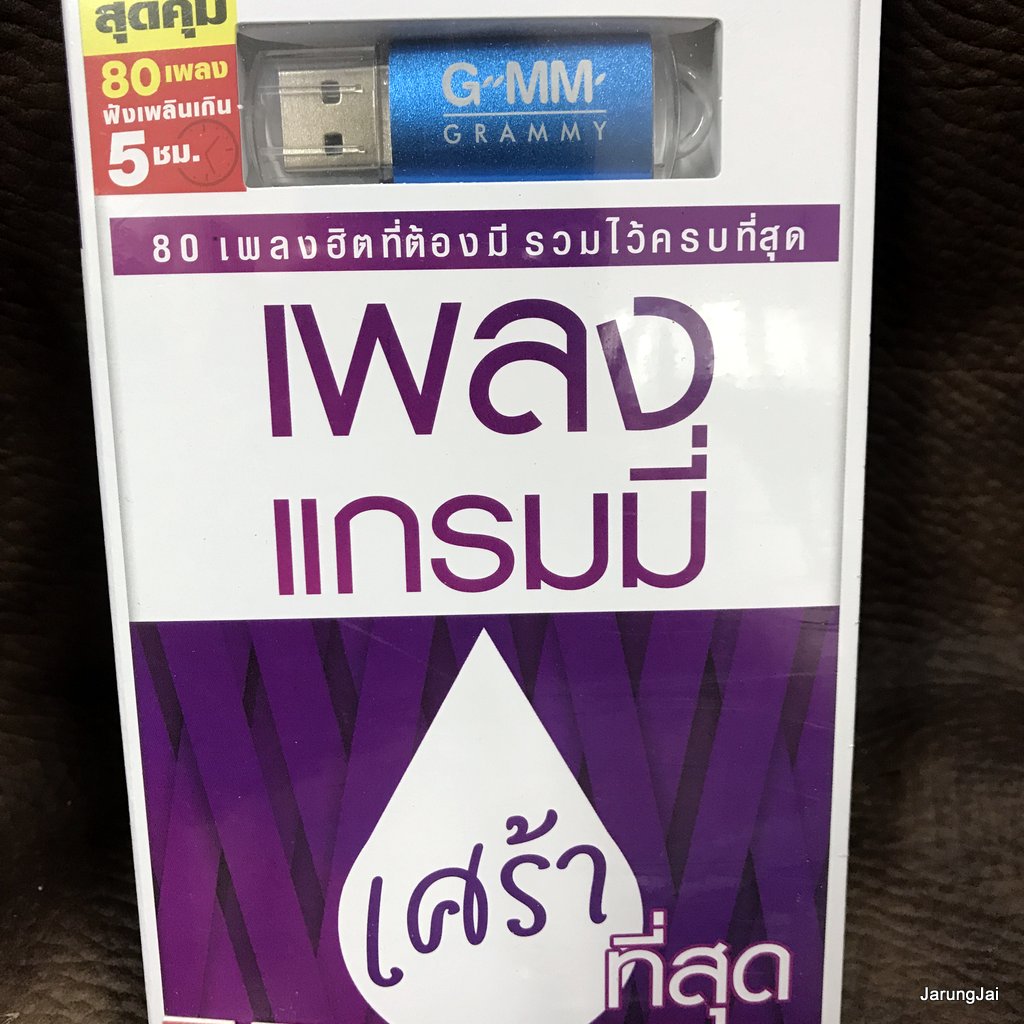 สุดคุ้ม
80 เพลง
ฟังเพลินเกิน
5 ชม.
G"MM'
GRAMMY
80 เพลงฮิตที่ต้องมี รวมไว้ครบที่สุด
เพลง
แกรมมี่
เศร้า
ที่สุด
JarungJai